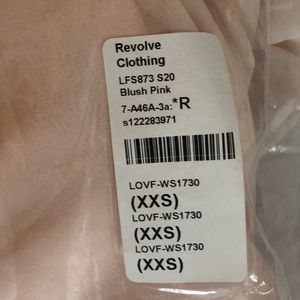 Revolve
Clothing
LFS873 S20
Blush Pink
7-A46A-3a:*R
s122283971
LOVF-WS1730
(XXS)
LOVF-WS1730
(XXS)
LOVF-WS1730
(XXS)